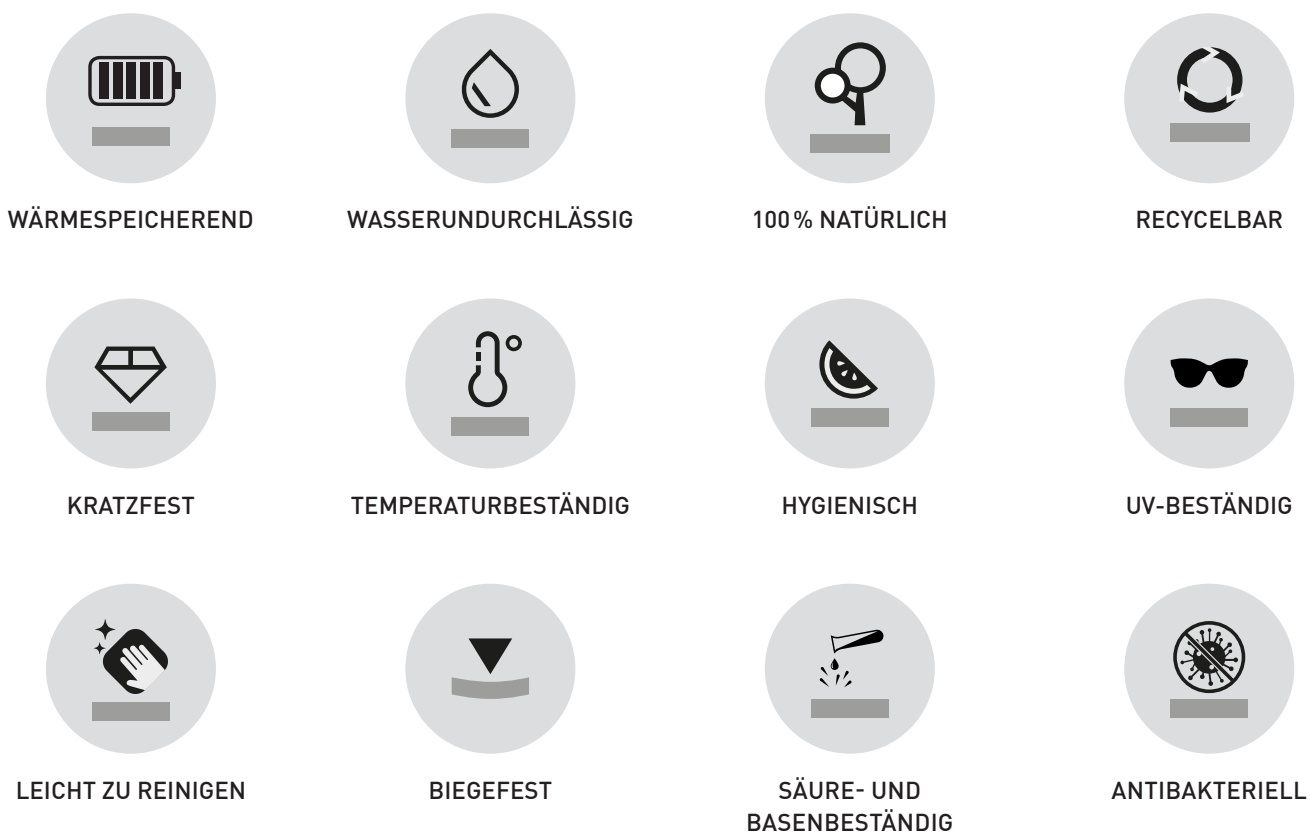 WÄRMESPEICHEREND
WASSERUNDURCHLÄSSIG
100 % NATÜRLICH
RECYCELBAR
KRATZFEST
TEMPERATURBESTÄNDIG
HYGIENISCH
UV-BESTÄNDIG
LEICHT ZU REINIGEN
BIEGEFEST
SÄURE- UND
BASENBESTÄNDIG
ANTIBAKTERIELL